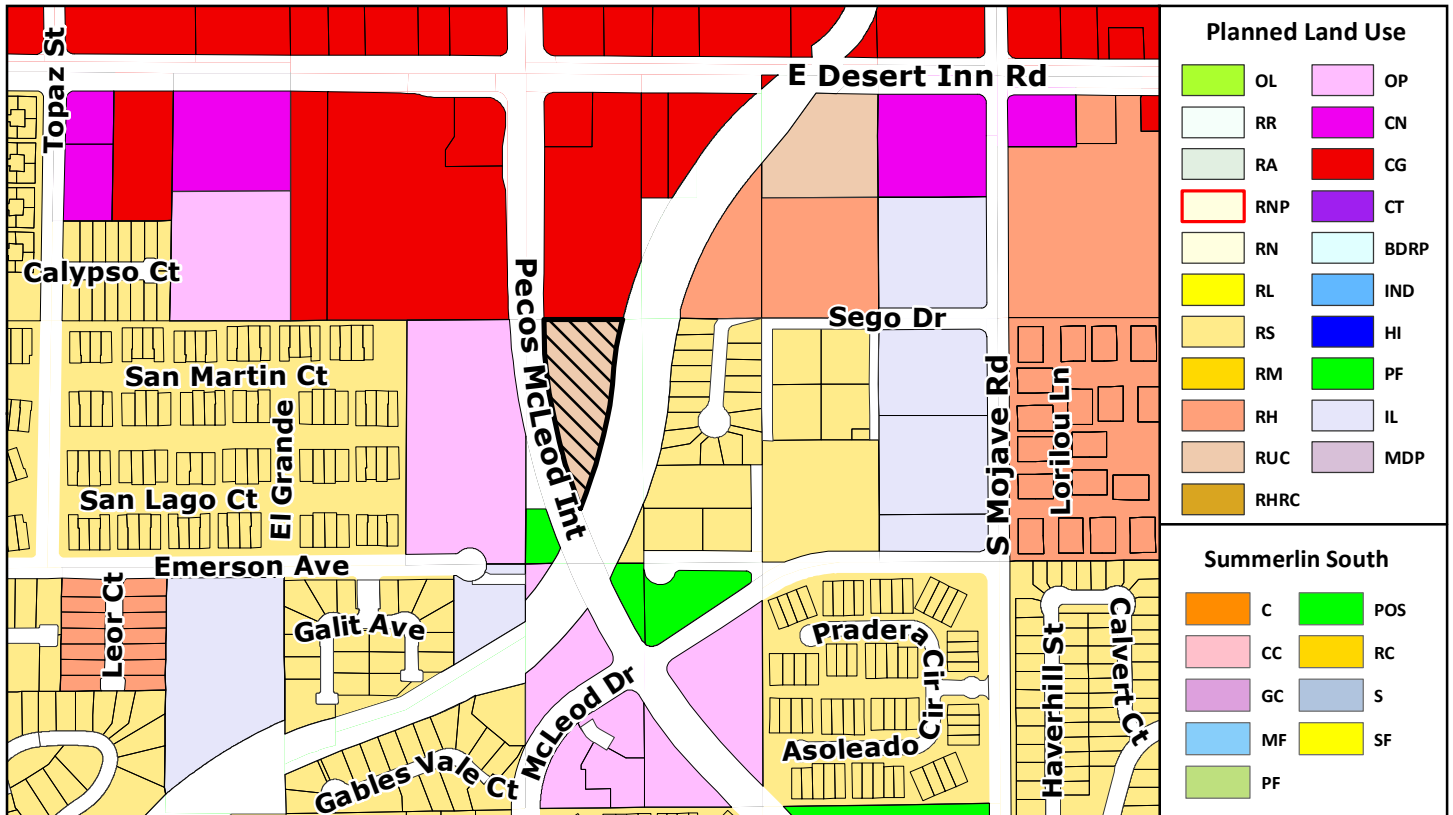 Topaz St
E Desert Inn Rd
Calypso Ct
Pecos McLeod Int
Sego Dr
San Martin Ct
El Grande
San Lago Ct
S Mojave Rd
Lorilou Ln
Emerson Ave
Leor Ct
Galit Ave
McLeod Dr
Gables Vale Ct
Pradera Cir
Asoleado Cir
Haverhill St
Calvert Ct
Planned Land Use
OL
OP
RR
CN
RA
CG
RNP
CT
RN
BDRP
RL
IND
RS
HI
RM
PF
RH
IL
RUC
MDP
RHRC
Summerlin South
C
POS
CC
RC
GC
S
MF
SF
PF